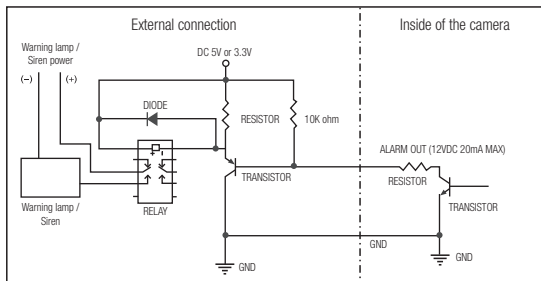 External connection
Inside of the camera
DC 5V or 3.3V
Warning lamp /
Siren power
(–)
(+)
DIODE
RESISTOR
10K ohm
ALARM OUT (12VDC 20mA MAX)
RESISTOR
TRANSISTOR
TRANSISTOR
+
-
Warning lamp /
Siren
RELAY
GND
GND
GND